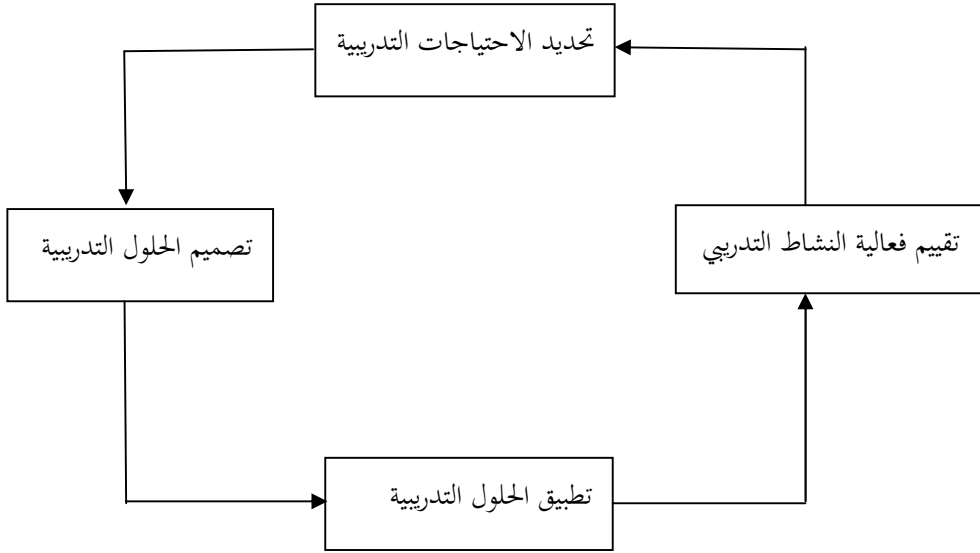 تحديد الاحتياجات التدريبية
تصميم الحلول التدريبية
تقييم فعالية النشاط التدريبي
تطبيق الحلول التدريبية